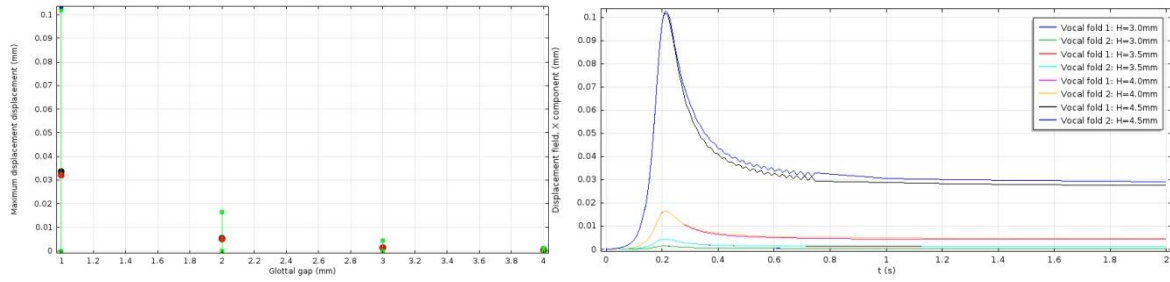 0.1
0.09
0.08
0.07
0.06
0.05
0.04
0.03
0.02
0.01
0
Maximum displacement displacement (mm)
1 1.2 1.4 1.6 1.8 2 2.2 2.4 2.6 2.8 3 3.2 3.4 3.6 3.8 4
Glottal gap (mm)
Displacement field, X component (mm)
0.1
0.09
0.08
0.07
0.06
0.05
0.04
0.03
0.02
0.01
0
0 0.2 0.4 0.6 0.8 1 1.2 1.4 1.6 1.8 2
t (s)
Vocal fold 1: H=3.0mm
Vocal fold 2: H=3.0mm
Vocal fold 1: H=3.5mm
Vocal fold 2: H=3.5mm
Vocal fold 1: H=4.0mm
Vocal fold 2: H=4.0mm
Vocal fold 1: H=4.5mm
Vocal fold 2: H=4.5mm